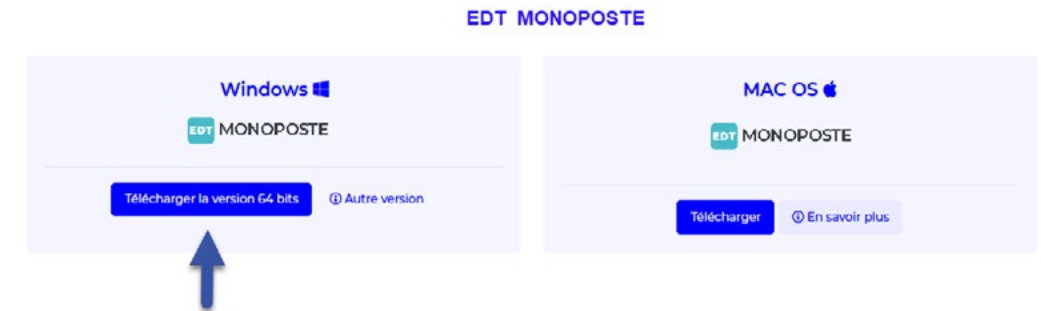 EDT MONOPOSTE
Windows
EDT MONOPOSTE
Télécharger la version 64 bits
Autre version
MAC OS
EDT MONOPOSTE
Télécharger
En savoir plus